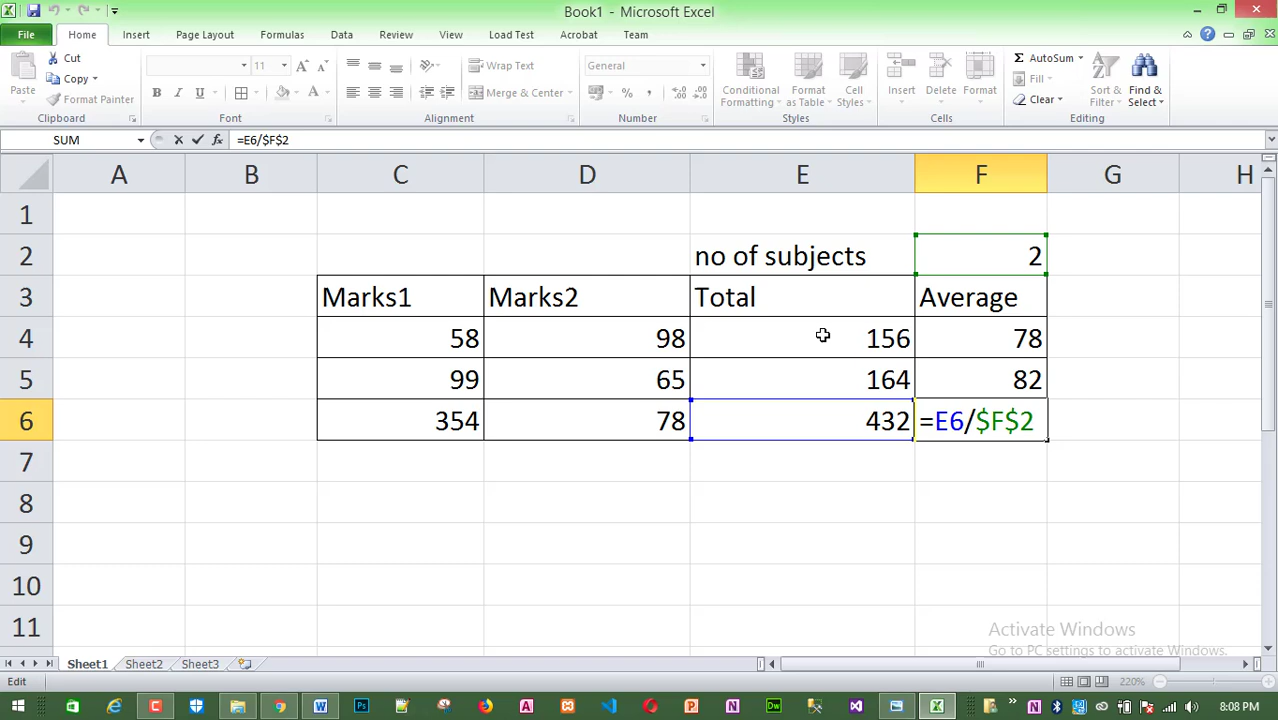 Book1 - Microsoft Excel
File Home Insert Page Layout Formulas Data Review View Load Test Acrobat Team
Paste Cut Copy Format Painter Clipboard
11 A A B I U A Font
Wrap Text Merge & Center Alignment
General % , Number
Conditional Formatting Format as Table Cell Styles Styles
Insert Delete Format Cells
Σ AutoSum Fill Clear Sort & Filter Find & Select Editing
SUM fx =E6/$F$2
A B C D E F G H
1
2 no of subjects 2
3 Marks1 Marks2 Total Average
4 58 98 156 78
5 99 65 164 82
6 354 78 432 =E6/$F$2
7
8
9
10
11
Activate Windows
Go to PC settings to activate Windows.
Sheet1 Sheet2 Sheet3
Edit 220%
8:08 PM